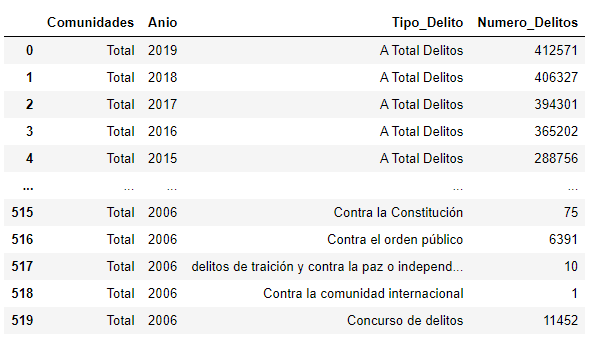 Comunidades Anio Tipo_Delito Numero_Delitos
0 Total 2019 A Total Delitos 412571
1 Total 2018 A Total Delitos 406327
2 Total 2017 A Total Delitos 394301
3 Total 2016 A Total Delitos 365202
4 Total 2015 A Total Delitos 288756
... ... ... ... ...
515 Total 2006 Contra la Constitución 75
516 Total 2006 Contra el orden público 6391
517 Total 2006 delitos de traición y contra la paz o independ... 10
518 Total 2006 Contra la comunidad internacional 1
519 Total 2006 Concurso de delitos 11452